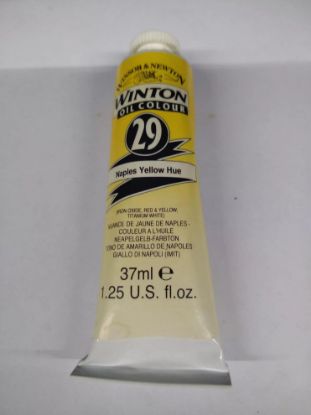 WINSOR & NEWTON
WINTON
OIL COLOUR
29
Naples Yellow Hue
(IRON OXIDE, RED & YELLOW,
TITANIUM WHITE)
NUANCE DE JAUNE DE NAPLES -
COULEUR A L'HUILE
NEAPELGELB-FARBTON
TONO DE AMARILLO DE NAPOLES
GIALLO DI NAPOLI (IMIT)
37ml ℮
1.25 U.S. fl.oz.